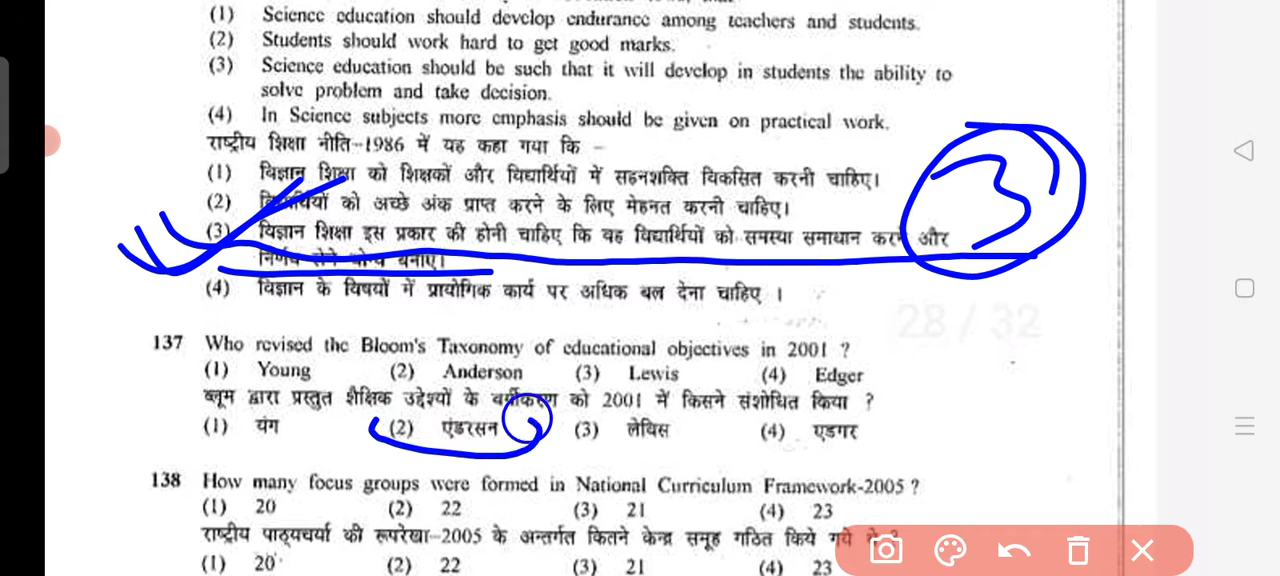 (1) Science education should develop endurance among teachers and students.
(2) Students should work hard to get good marks.
(3) Science education should be such that it will develop in students the ability to
solve problem and take decision.
(4) In Science subjects more emphasis should be given on practical work.
राष्ट्रीय शिक्षा नीति-1986 में यह कहा गया कि –
(1) विज्ञान शिक्षा को शिक्षकों और विद्यार्थियों में सहनशक्ति विकसित करनी चाहिए।
(2) विद्यार्थियों को अच्छे अंक प्राप्त करने के लिए मेहनत करनी चाहिए।
(3) विज्ञान शिक्षा इस प्रकार की होनी चाहिए कि वह विद्यार्थियों को समस्या समाधान करने और
निर्णय लेने योग्य बनाए।
3
(4) विज्ञान के विषयों में प्रायोगिक कार्य पर अधिक बल देना चाहिए ।
28 / 32
137 Who revised the Bloom's Taxonomy of educational objectives in 2001 ?
(1) Young (2) Anderson (3) Lewis (4) Edger
ब्लूम द्वारा प्रस्तुत शैक्षिक उद्देश्यों के वर्गीकरण को 2001 में किसने संशोधित किया ?
(1) यंग (2) एंडरसन (3) लेविस (4) एडगर
138 How many focus groups were formed in National Curriculum Framework-2005 ?
(1) 20 (2) 22 (3) 21 (4) 23
राष्ट्रीय पाठ्यचर्या की रूपरेखा-2005 के अन्तर्गत कितने केन्द्र समूह गठित किये गये थे ?
(1) 20 (2) 22 (3) 21 (4) 23